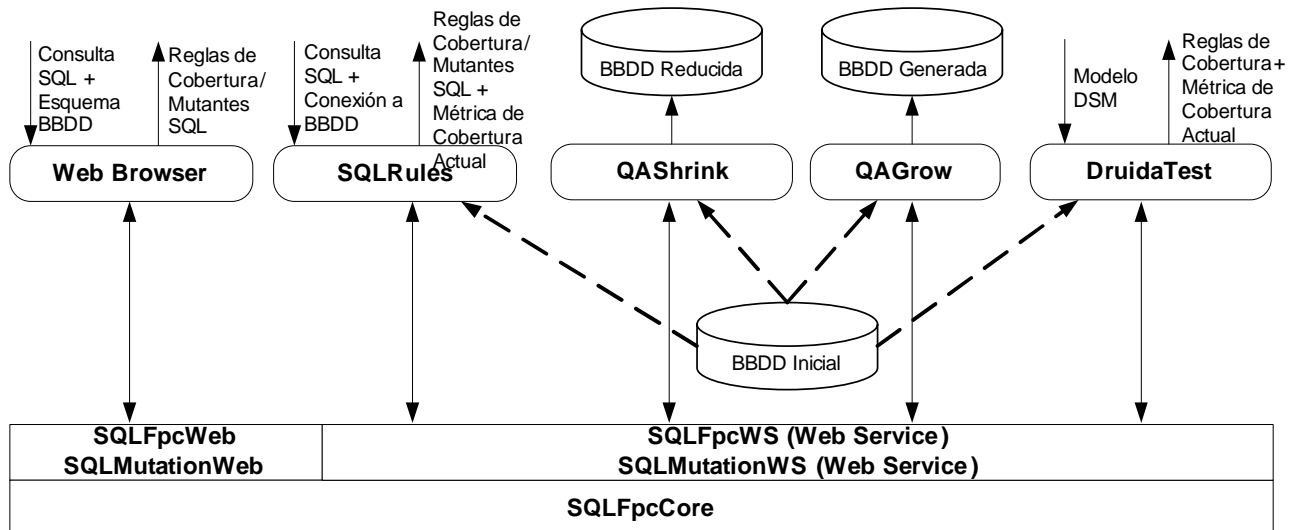 Consulta
SQL +
Esquema
BBDD
Reglas de
Cobertura/
Mutantes
SQL
Consulta
SQL +
Conexión a
BBDD
Reglas de
Cobertura/
Mutantes
SQL +
Métrica de
Cobertura
Actual
BBDD Reducida
BBDD Generada
Modelo
DSM
Reglas de
Cobertura+
Métrica de
Cobertura
Actual
Web Browser
SQLRules
QAShrink
QAGrow
DruidaTest
BBDD Inicial
SQLFpcWeb
SQLMutationWeb
SQLFpcWS (Web Service)
SQLMutationWS (Web Service)
SQLFpcCore